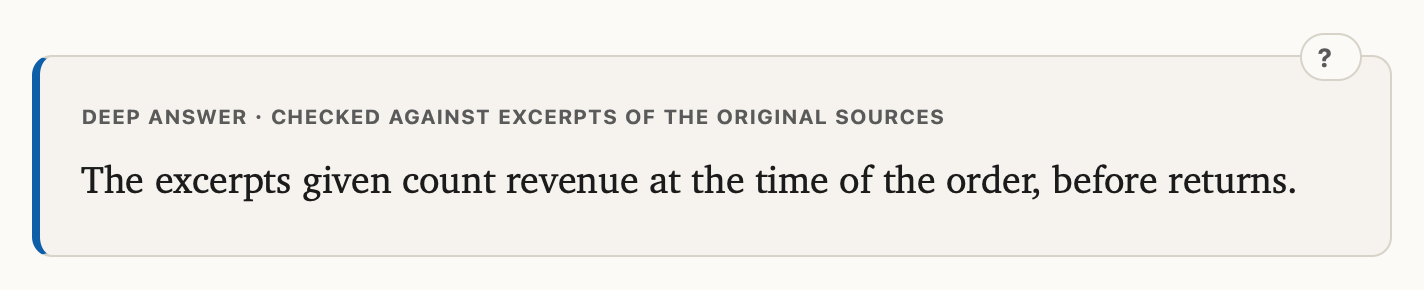 ?
DEEP ANSWER · CHECKED AGAINST EXCERPTS OF THE ORIGINAL SOURCES
The excerpts given count revenue at the time of the order, before returns.